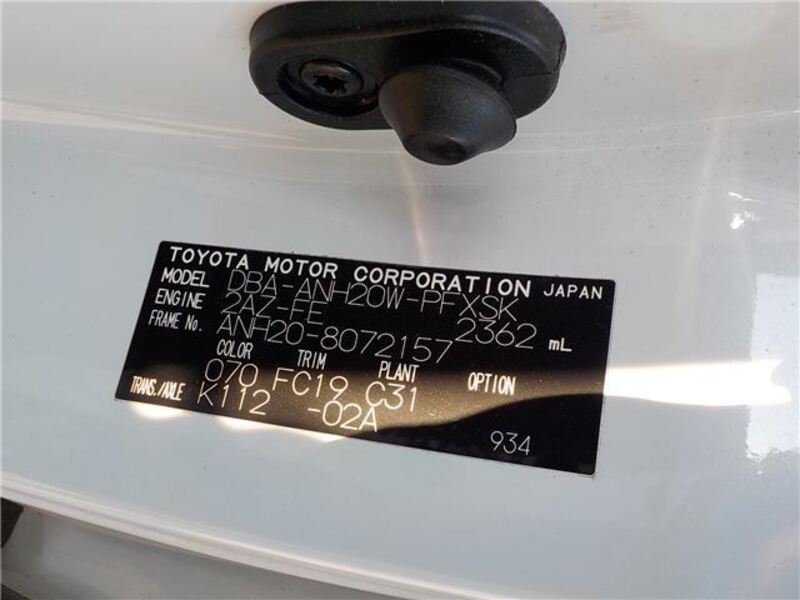 TOYOTA MOTOR CORPORATION JAPAN
MODEL DBA-ANH20W-PFXSK
ENGINE 2AZ-FE 2362 mL
FRAME No. ANH20-8072157
COLOR TRIM PLANT OPTION
070 FC19 C31
TRANS./AXLE K112 -02A
934